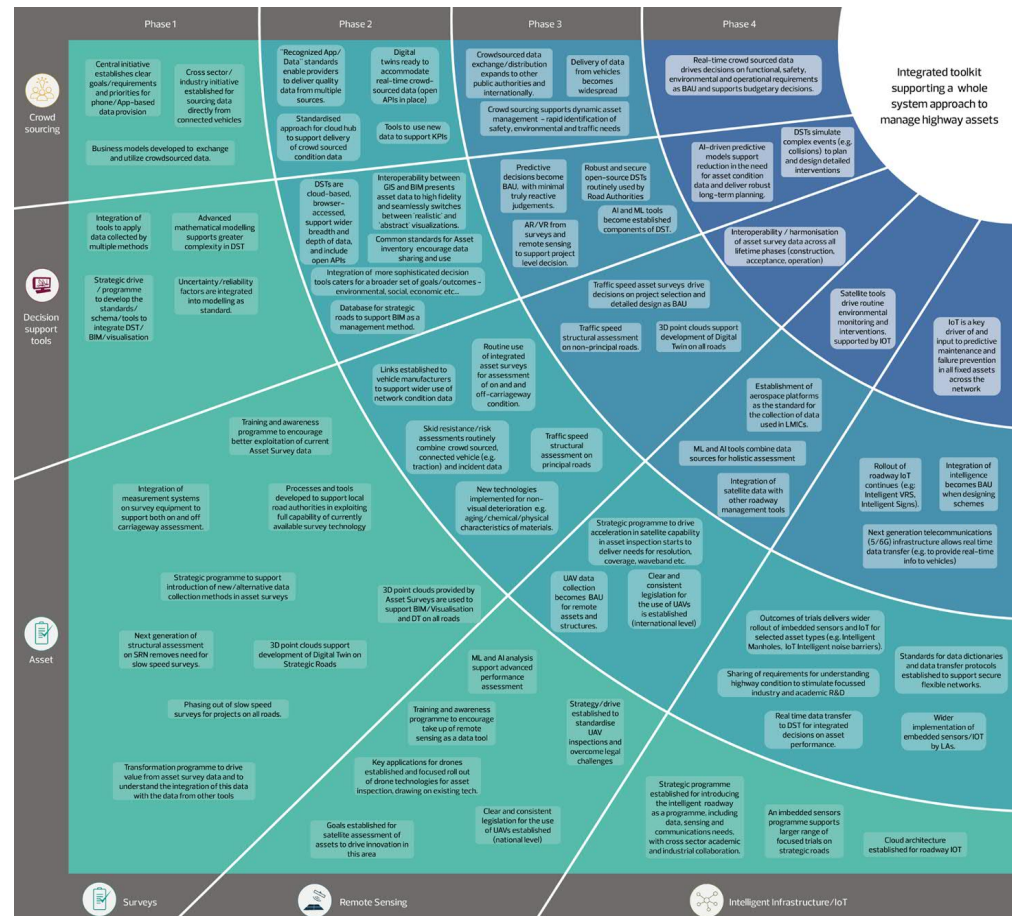 Phase 1
Phase 2
Phase 3
Phase 4
Integrated toolkit
supporting a whole
system approach to
manage highway assets
Crowd
sourcing
Central initiative
establishes clear
goals/requirements
and priorities for
phone/App-based
data provision
Cross sector/
industry initiative
established for
sourcing data
directly from
connected vehicles
Business models developed to exchange
and utilize crowdsourced data.
"Recognized App/
Data" standards
enable providers
to deliver quality
data from multiple
sources.
Digital
twins ready to
accommodate
real-time crowd-
sourced data (open
APIs in place)
Standardised
approach for cloud hub
to support delivery
of crowd sourced
condition data
Tools to use new
data to support KPIs
Crowdsourced data
exchange/distribution
expands to other
public authorities and
internationally.
Delivery of data
from vehicles
becomes
widespread
Crowd sourcing supports dynamic asset
management - rapid identification of
safety, environmental and traffic needs
Real-time crowd sourced data
drives decisions on functional, safety,
environmental and operational requirements
as BAU and supports budgetary decisions.
Decision
support
tools
Integration of
tools to apply
data collected by
multiple methods
Advanced
mathematical modelling
supports greater
complexity in DST
Strategic drive
/ programme
to develop the
standards/
schema/tools to
integrate DST/
BIM/visualisation
Uncertainty/reliability
factors are integrated
into modelling as
standard.
DSTs are
cloud-based,
browser-
accessed,
support wider
breadth and
depth of data,
and include
open APIs
Interoperability between
GIS and BIM presents
asset data to high fidelity
and seemlessly switches
between 'realistic' and
'abstract' visualizations.
Common standards for Asset
inventory encourage data
sharing and use
Integration of more sophisticated decision
tools caters for a broader set of goals/outcomes -
environmental, social, economic etc...
Database for strategic
roads to support BIM as a
management method.
Predictive
decisions become
BAU, with minimal
truly reactive
judgements.
Robust and secure
open-source DSTs
routinely used by
Road Authorities
AR/VR from
surveys and
remote sensing
to support project
level decision.
AI and ML tools
become established
components of DST.
AI-driven predictive
models support
reduction in the need
for asset condition
data and deliver robust
long-term planning.
DSTs simulate
complex events (e.g.
collisions) to plan
and design detailed
interventions
Asset
Training and awareness
programme to encourage
better exploitation of current
Asset Survey data
Integration of
measurement systems
on survey equipment to
support both on and off
carriageway assessment.
Processes and tools
developed to support local
road authorities in exploiting
full capability of currently
available survey technology
Strategic programme to support
introduction of new/alternative data
collection methods in asset surveys
3D point clouds provided by
Asset Surveys are used to
support BIM/Visualisation
and DT on all roads
Next generation of
structural assessment
on SRN removes need for
slow speed surveys.
3D point clouds support
development of Digital Twin on
Strategic Roads
Phasing out of slow speed
surveys for projects on all roads.
Transformation programme to drive
value from asset survey data and to
understand the integration of this data
with the data from other tools
Links established to
vehicle manufacturers
to support wider use of
network condition data
Routine use
of integrated
asset surveys
for assessment
of on and and
off-carriageway
condition.
Skid resistance/risk
assessments routinely
combine crowd sourced,
connected vehicle (e.g.
traction) and incident data
Traffic speed
structural
assessment on
principal roads
New technologies
implemented for non-
visual deterioration e.g.
aging/chemical/physical
characteristics of materials.
Traffic speed asset surveys drive
decisions on project selection and
detailed design as BAU
Traffic speed
structural assessment
on non-principal roads.
3D point clouds support
development of Digital
Twin on all roads
Interoperability / harmonisation
of asset survey data across all
lifetime phases (construction,
acceptance, operation)
ML and AI analysis
support advanced
performance
assessment
Training and awareness
programme to encourage
take up of remote
sensing as a data tool
Strategy/drive
established to
standardise
UAV
inspections and
overcome legal
challenges
Key applications for drones
established and focused roll out
of drone technologies for asset
inspection, drawing on existing tech.
Goals established for
satellite assessment of
assets to drive innovation in
this area
Clear and consistent
legislation for the use
of UAVs established
(national level)
Strategic programme to drive
acceleration in satellite capability
in asset inspection starts to
deliver needs for resolution,
coverage, waveband etc.
UAV data
collection
becomes BAU
for remote
assets and
structures.
Clear and
consistent
legislation for
the use of UAVs
is established
(international level)
Establishment of
aerospace platforms
as the standard for
the collection of data
used in LMICs.
ML and AI tools combine data
sources for holistic assessment
Integration of
satellite data with
other roadway
management tools
Satellite tools
drive routine
environmental
monitoring and
interventions,
supported by IOT
IoT is a key
driver of and
input to predictive
maintenance and
failure prevention
in all fixed assets
across the
network
Rollout of
roadway IoT
continues (e.g:
Intelligent VRS,
Intelligent Signs).
Integration of
intelligence
becomes BAU
when designing
schemes
Next generation telecommunications
(5/6G) infrastructure allows real time
data transfer (e.g. to provide real-time
info to vehicles)
Outcomes of trials delivers wider
rollout of imbedded sensors and IoT for
selected asset types (e.g. Intelligent
Manholes, IoT Intelligent noise barriers).
Standards for data dictionaries
and data transfer protocols
established to support secure
flexible networks.
Sharing of requirements for understanding
highway condition to stimulate focussed
industry and academic R&D
Real time data transfer
to DST for integrated
decisions on asset
performance.
Wider
implementation of
embedded sensors/IOT
by LAs.
Strategic programme
established for introducing
the intelligent roadway
as a programme, including
data, sensing and
communications needs,
with cross sector academic
and industrial collaboration.
An imbedded sensors
programme supports
larger range of
focused trials on
strategic roads
Cloud architecture
established for roadway IOT
Surveys
Remote Sensing
Intelligent Infrastructure/IoT